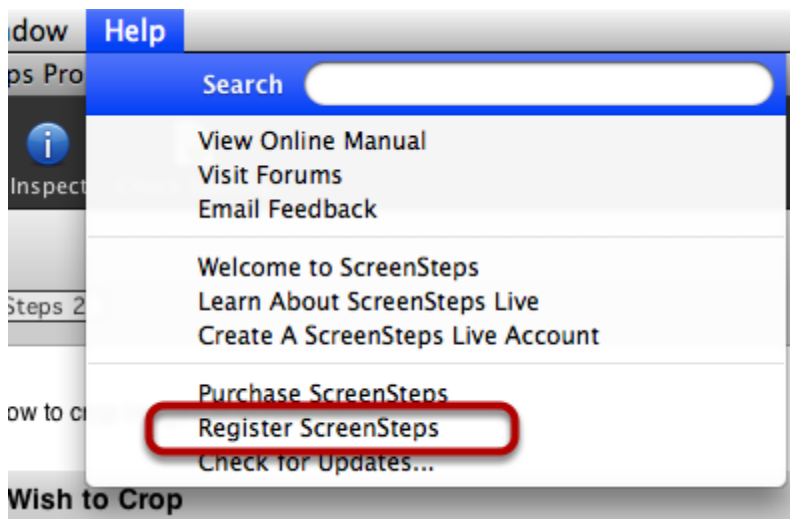 dow Help
ps Pro
Search
View Online Manual
Visit Forums
Inspect
Email Feedback
Welcome to ScreenSteps
Steps 2
Learn About ScreenSteps Live
Create A ScreenSteps Live Account
Purchase ScreenSteps
ow to c
Register ScreenSteps
Check for Updates...
Wish to Crop